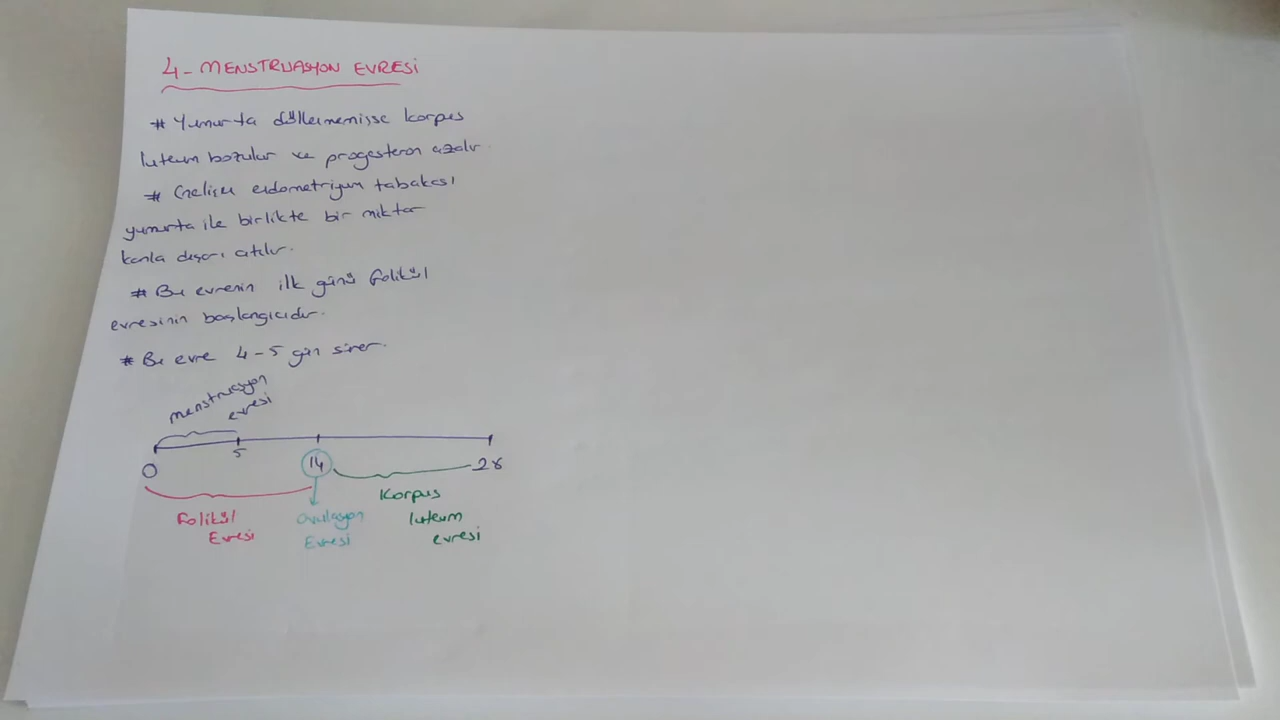 4- MENSTRUASYON EVRESİ
# Yumurta döllenmemişse korpus
luteum bozulur ve progesteron azalır.
# Gelişen endometriyum tabakası
yumurta ile birlikte bir miktar
kanla dışarı atılır.
# Bu evrenin ilk günü folikül
evresinin başlangıcıdır.
# Bu evre 4-5 gün sürer.
menstruasyon
evresi
0 5 14 28
Folikül
Evresi
Ovulasyon
Evresi
Korpus
luteum
evresi